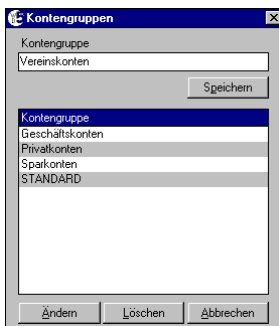 Kontengruppen
Kontengruppe
Vereinskonten
Speichern
Kontengruppe
Geschäftskonten
Privatkonten
Sparkonten
STANDARD
Ändern Löschen Abbrechen